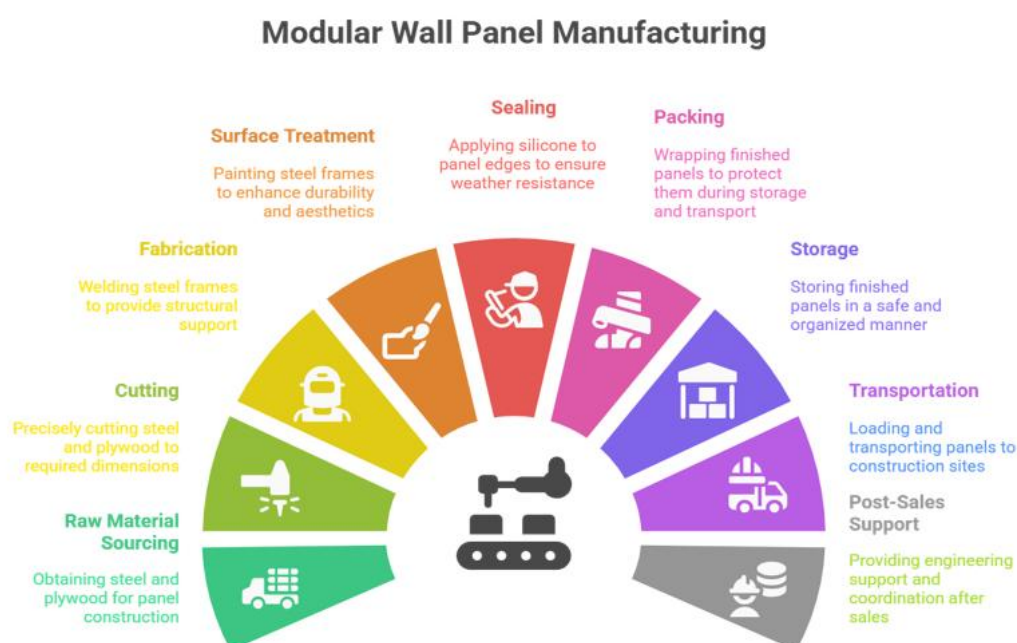 Modular Wall Panel Manufacturing
Sealing
Applying silicone to
panel edges to ensure
weather resistance
Packing
Wrapping finished
panels to protect
them during storage
and transport
Surface Treatment
Painting steel frames
to enhance durability
and aesthetics
Fabrication
Welding steel frames
to provide structural
support
Storage
Storing finished
panels in a safe and
organized manner
Cutting
Precisely cutting steel
and plywood to
required dimensions
Transportation
Loading and
transporting panels to
construction sites
Raw Material
Sourcing
Obtaining steel and
plywood for panel
construction
Post-Sales
Support
Providing engineering
support and
coordination after
sales